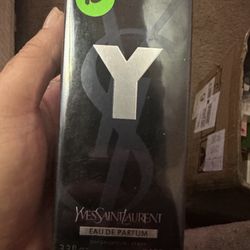 Y
YVESSAINTLAURENT
EAU DE PARFUM